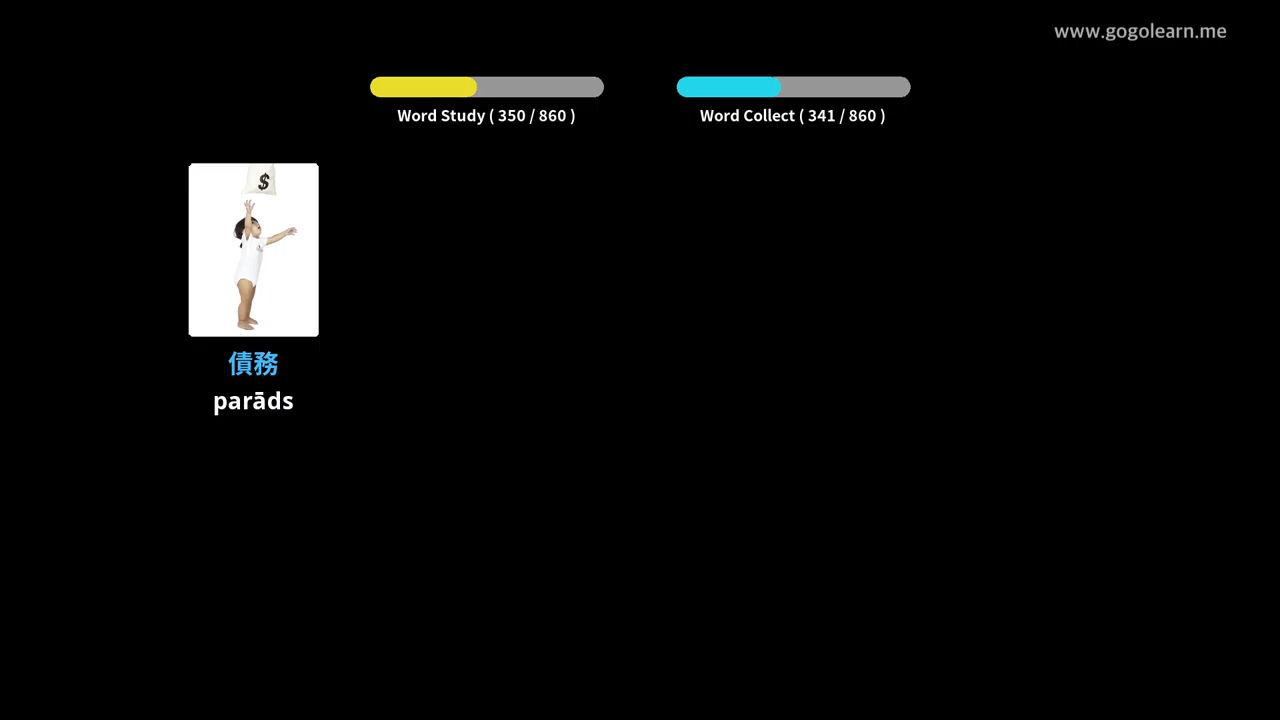 www.gogolearn.me
Word Study ( 350 / 860 )
Word Collect ( 341 / 860 )
$
債務
parāds